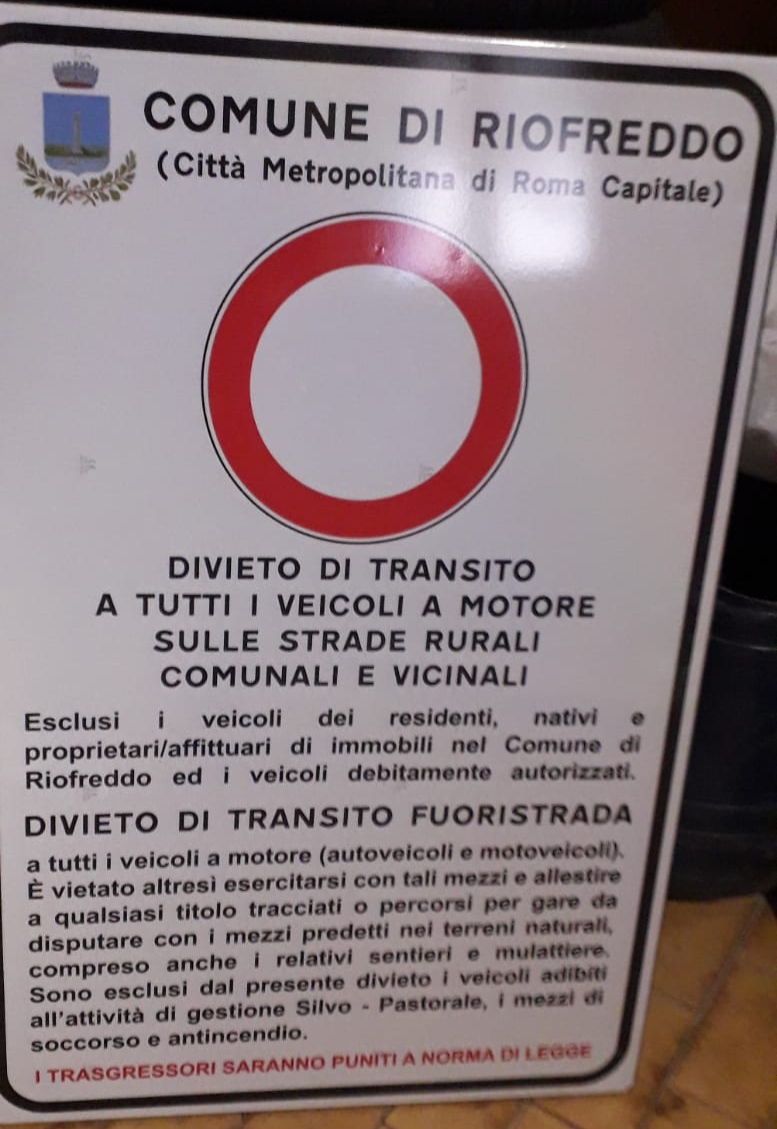 COMUNE DI RIOFREDDO
(Città Metropolitana di Roma Capitale)
DIVIETO DI TRANSITO
A TUTTI I VEICOLI A MOTORE
SULLE STRADE RURALI
COMUNALI E VICINALI
Esclusi i veicoli dei residenti, nativi e
proprietari/affittuari di immobili nel Comune di
Riofreddo ed i veicoli debitamente autorizzati.
DIVIETO DI TRANSITO FUORISTRADA
a tutti i veicoli a motore (autoveicoli e motoveicoli).
È vietato altresì esercitarsi con tali mezzi e allestire
a qualsiasi titolo tracciati o percorsi per gare da
disputare con i mezzi predetti nei terreni naturali,
compreso anche i relativi sentieri e mulattiere.
Sono esclusi dal presente divieto i veicoli adibiti
all'attività di gestione Silvo - Pastorale, i mezzi di
soccorso e antincendio.
I TRASGRESSORI SARANNO PUNITI A NORMA DI LEGGE